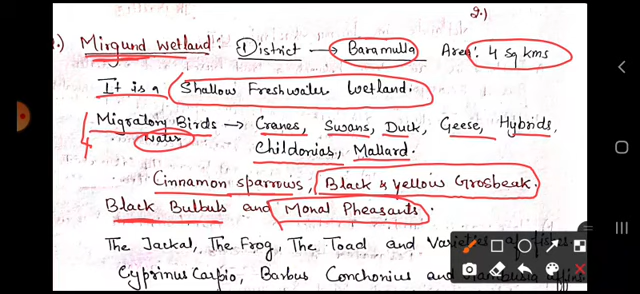 2.)
.) Mirgund Wetland: District → Baramulla Area: 4 sq kms
It is a Shallow Freshwater Wetland.
Migratory Birds → Cranes, Swans, Duck, Geese, Hybrids,
Water
Childonias, Mallard.
Cinnamon Sparrows, Black & yellow Grosbeak.
Black Bulbuls and Monal Pheasants.
The Jackal, The Frog, The Toad and Varieties of fishes.
Cyprinus Carpio, Barbus Conchonius and Gambusia affinis